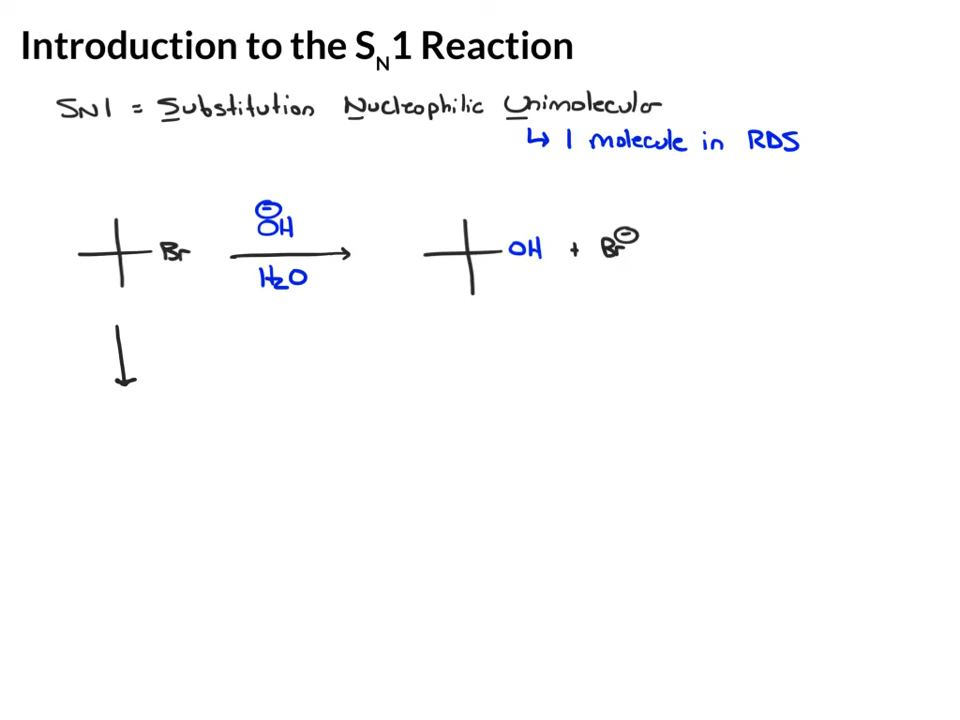 Introduction to the SN1 Reaction
SN1 = Substitution Nucleophilic Unimolecular
↳ 1 molecule in RDS
⊖
OH
Br
H2O
OH + Br⊖